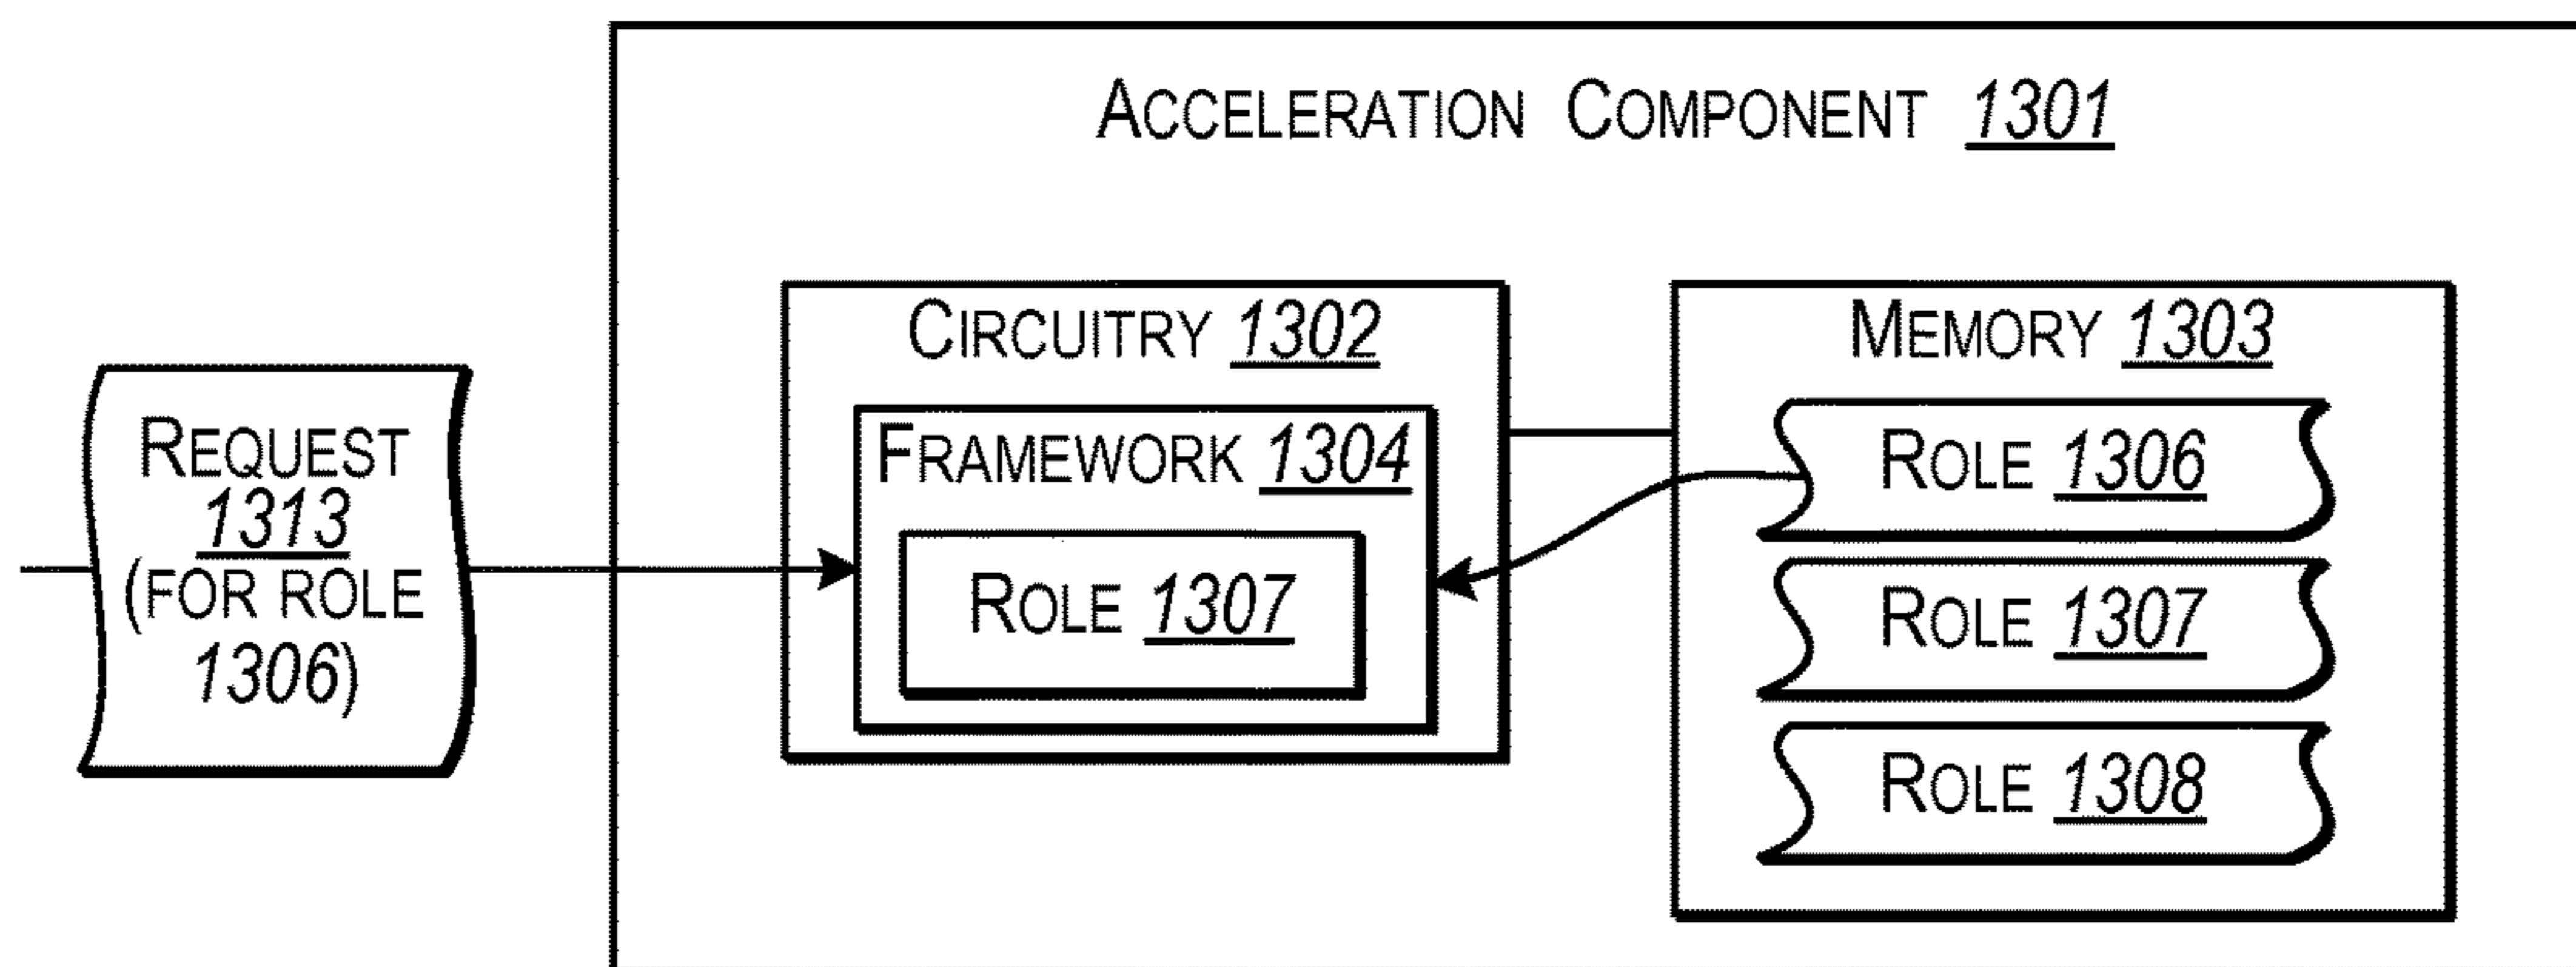 ACCELERATION COMPONENT 1301
CIRCUITRY 1302
MEMORY 1303
REQUEST
1313
(FOR ROLE
1306)
FRAMEWORK 1304
ROLE 1307
ROLE 1306
ROLE 1307
ROLE 1308